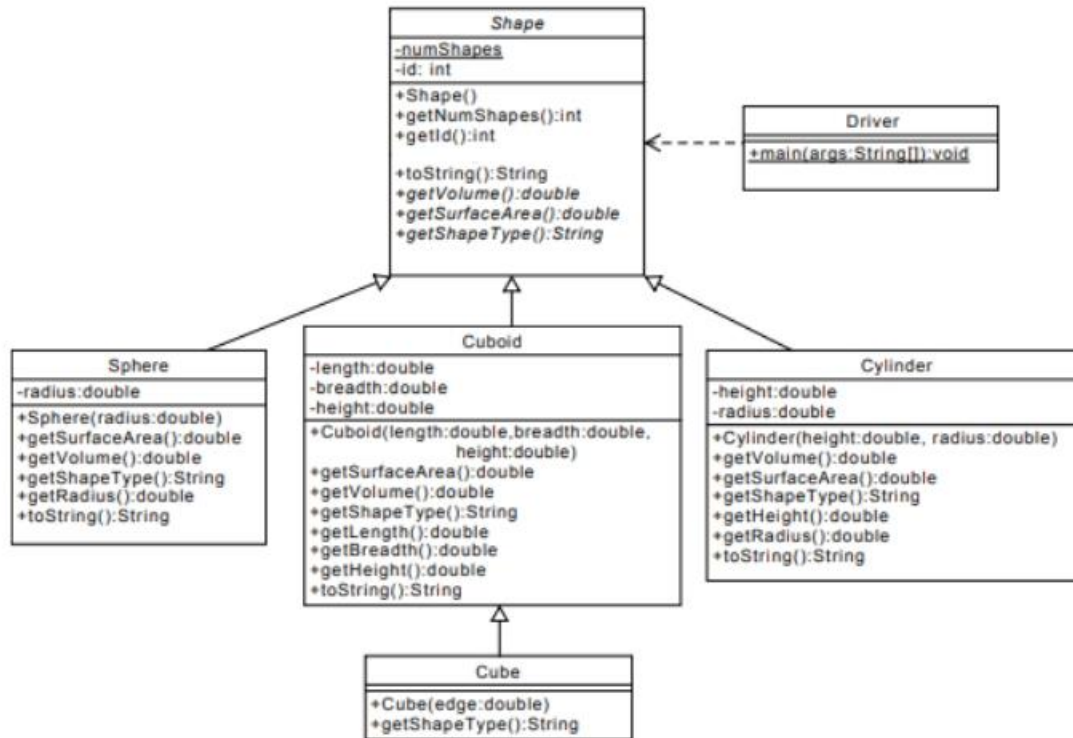 Shape
-numShapes
-id: int
+Shape()
+getNumShapes():int
+getId():int
+toString():String
+getVolume():double
+getSurfaceArea():double
+getShapeType():String
Driver
+main(args:String[]):void
Sphere
-radius:double
+Sphere(radius:double)
+getSurfaceArea():double
+getVolume():double
+getShapeType():String
+getRadius():double
+toString():String
Cuboid
-length:double
-breadth:double
-height:double
+Cuboid(length:double,breadth:double,
height:double)
+getSurfaceArea():double
+getVolume():double
+getShapeType():String
+getLength():double
+getBreadth():double
+getHeight():double
+toString():String
Cylinder
-height:double
-radius:double
+Cylinder(height:double, radius:double)
+getVolume():double
+getSurfaceArea():double
+getShapeType():String
+getHeight():double
+getRadius():double
+toString():String
Cube
+Cube(edge:double)
+getShapeType():String